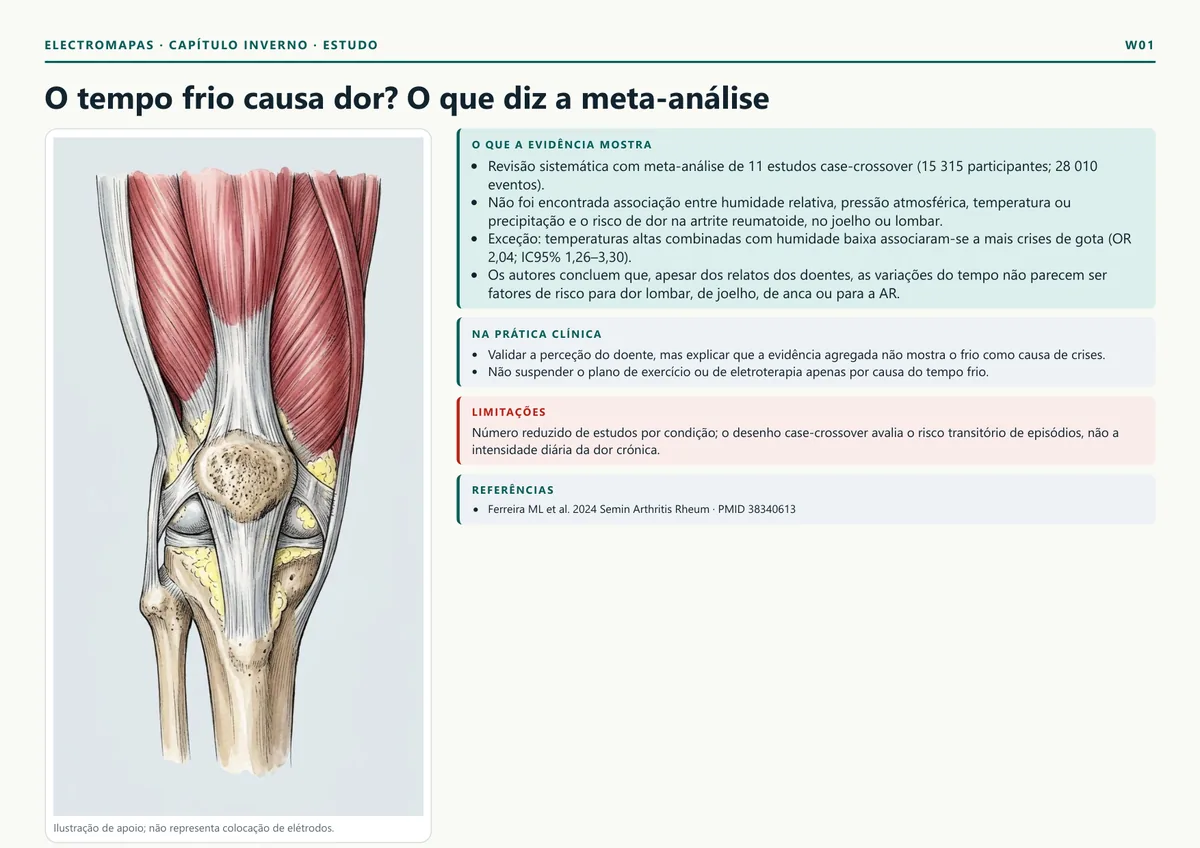 ELECTROMAPAS · CAPÍTULO INVERNO · ESTUDO
W01
O tempo frio causa dor? O que diz a meta-análise
O QUE A EVIDÊNCIA MOSTRA
• Revisão sistemática com meta-análise de 11 estudos case-crossover (15 315 participantes; 28 010
eventos).
• Não foi encontrada associação entre humidade relativa, pressão atmosférica, temperatura ou
precipitação e o risco de dor na artrite reumatoide, no joelho ou lombar.
• Exceção: temperaturas altas combinadas com humidade baixa associaram-se a mais crises de gota (OR
2,04; IC95% 1,26–3,30).
• Os autores concluem que, apesar dos relatos dos doentes, as variações do tempo não parecem ser
fatores de risco para dor lombar, de joelho, de anca ou para a AR.
NA PRÁTICA CLÍNICA
• Validar a perceção do doente, mas explicar que a evidência agregada não mostra o frio como causa de crises.
• Não suspender o plano de exercício ou de eletroterapia apenas por causa do tempo frio.
LIMITAÇÕES
Número reduzido de estudos por condição; o desenho case-crossover avalia o risco transitório de episódios, não a
intensidade diária da dor crónica.
REFERÊNCIAS
• Ferreira ML et al. 2024 Semin Arthritis Rheum · PMID 38340613
Ilustração de apoio; não representa colocação de elétrodos.